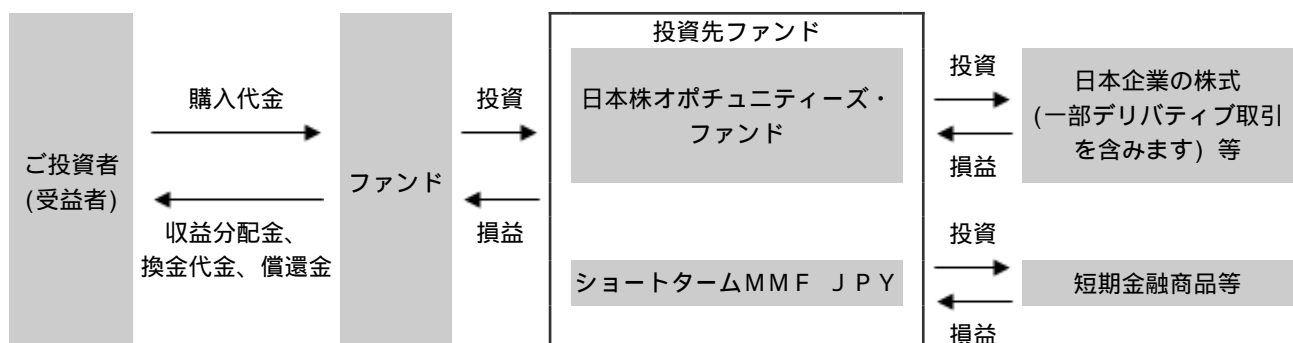 投資先ファンド
ご投資者
(受益者)
購入代金
収益分配金、
換金代金、償還金
ファンド
投資
損益
日本株オポチュニティーズ・
ファンド
投資
損益
日本企業の株式
(一部デリバティブ取引
を含みます) 等
ショートタームMMF JPY
投資
損益
短期金融商品等